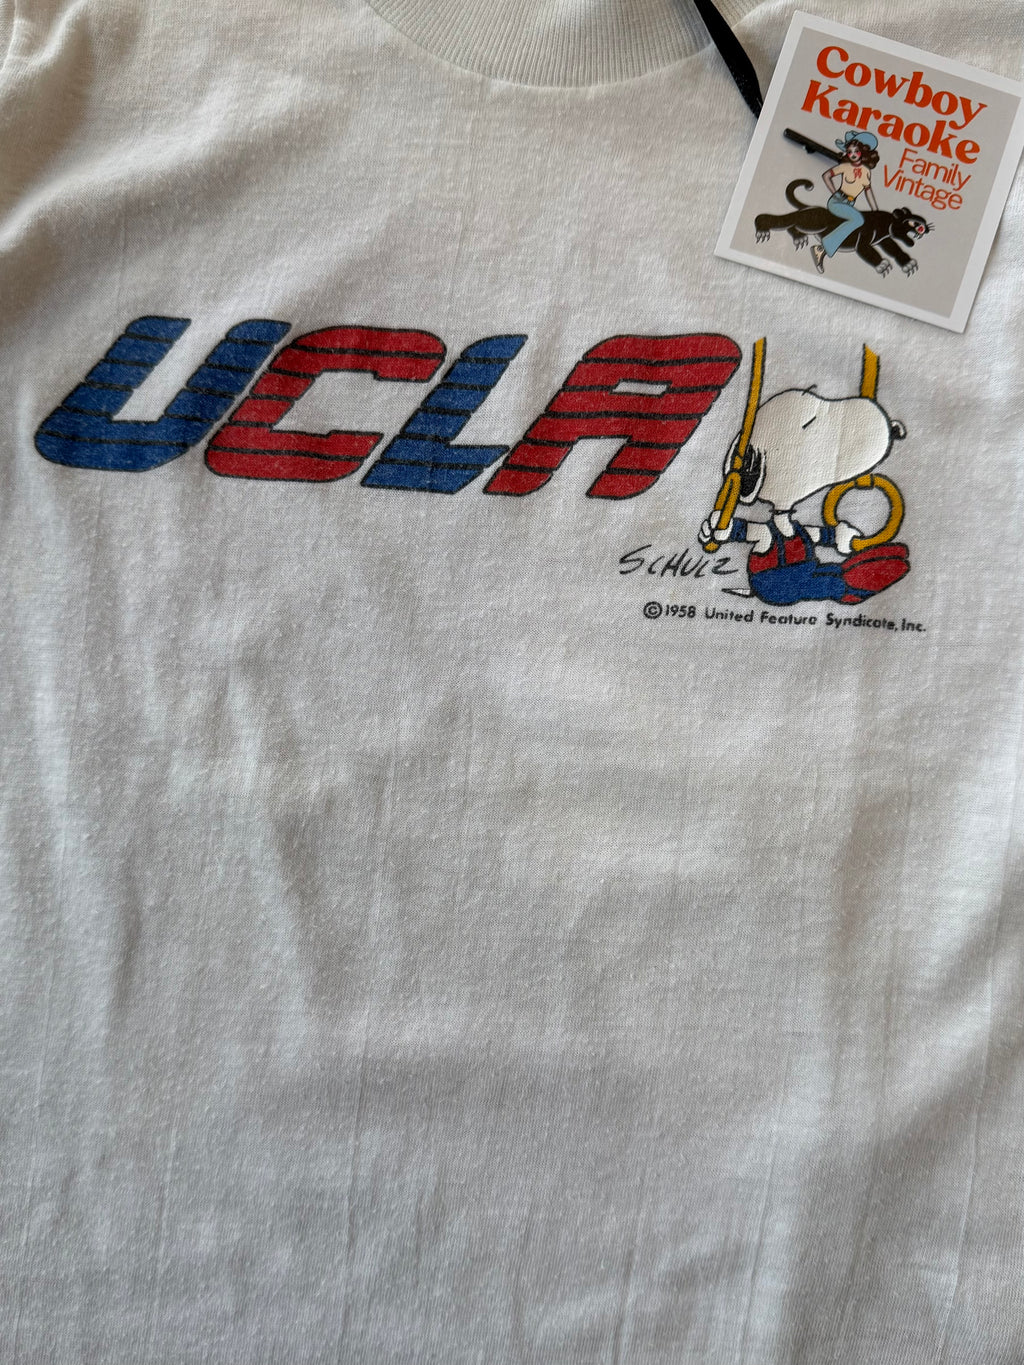 Cowboy
Karaoke
Family
Vintage
UCLA
SCHULZ
©1958 United Feature Syndicate, Inc.